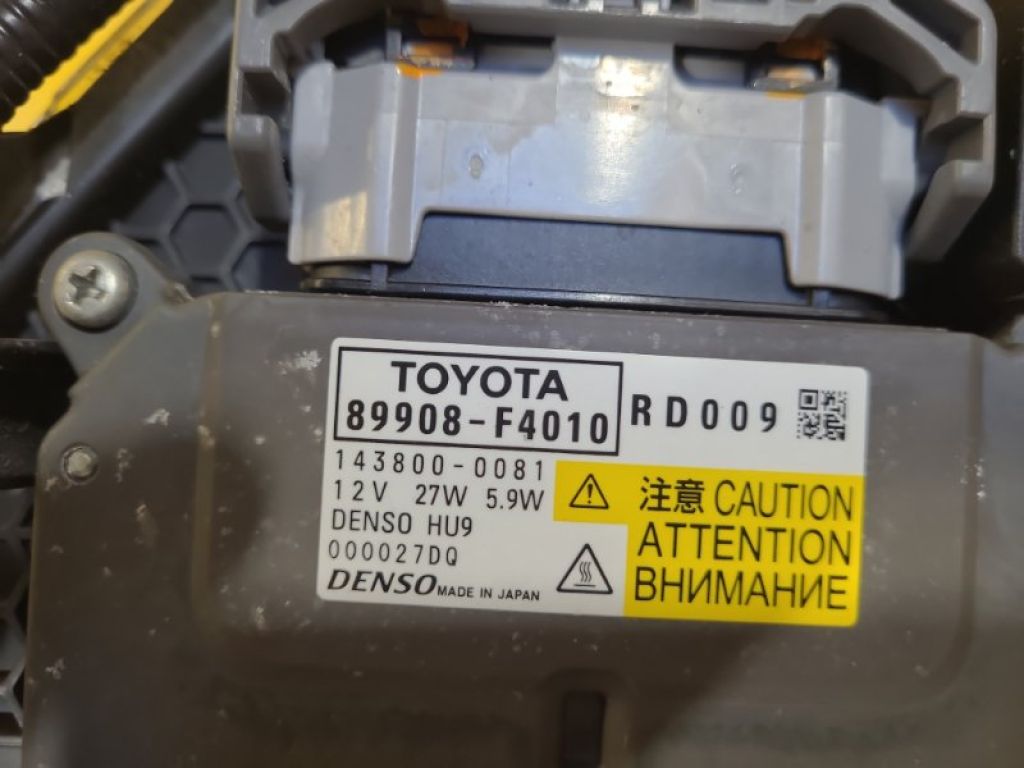 TOYOTA
89908-F4010
RD009
143800-0081
12V 27W 5.9W
DENSO HU9
000027DQ
DENSO MADE IN JAPAN
注意 CAUTION
ATTENTION
ВНИМАНИЕ